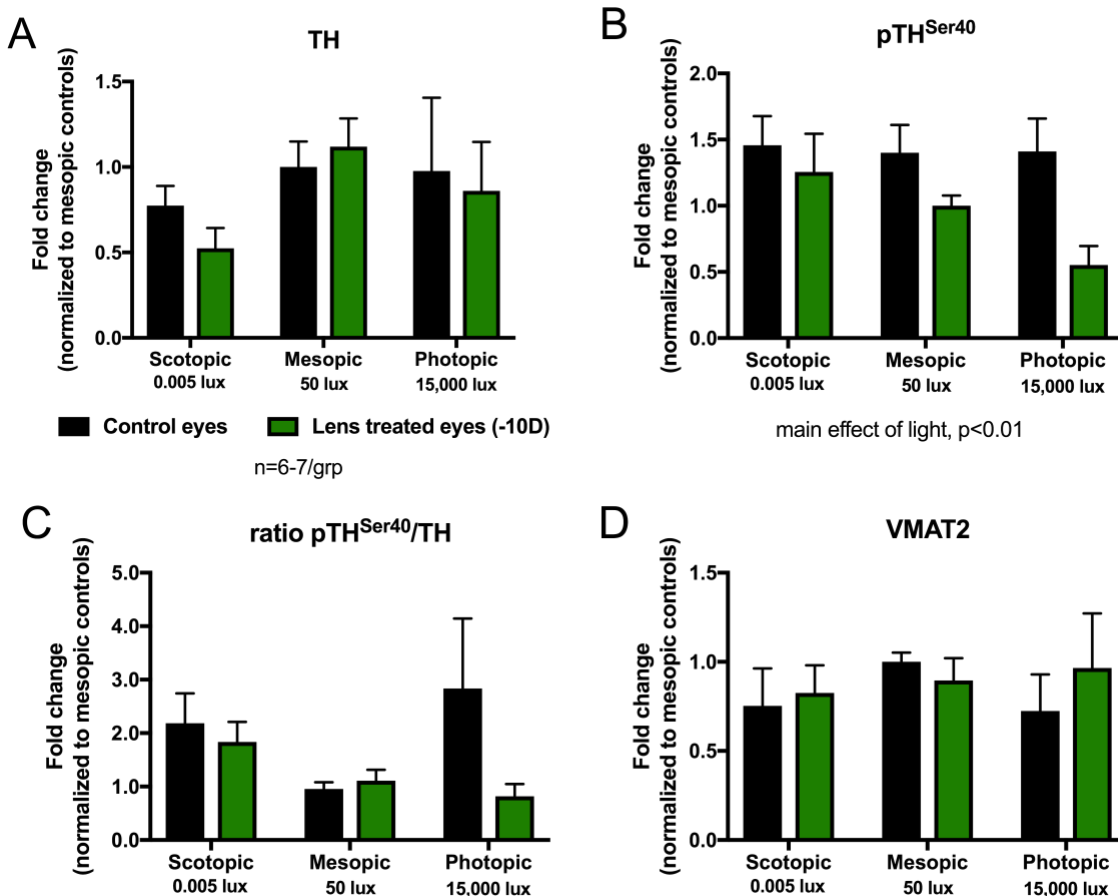 A
TH
Fold change
(normalized to mesopic controls)
1.5
1.0
0.5
0.0
Scotopic
0.005 lux
Mesopic
50 lux
Photopic
15,000 lux
Control eyes
Lens treated eyes (-10D)
n=6-7/grp
B
pTH^Ser40
Fold change
(normalized to mesopic controls)
2.0
1.5
1.0
0.5
0.0
Scotopic
0.005 lux
Mesopic
50 lux
Photopic
15,000 lux
main effect of light, p<0.01
C
ratio pTH^Ser40/TH
Fold change
(normalized to mesopic controls)
5.0
4.0
3.0
2.0
1.0
0.0
Scotopic
0.005 lux
Mesopic
50 lux
Photopic
15,000 lux
D
VMAT2
Fold change
(normalized to mesopic controls)
1.5
1.0
0.5
0.0
Scotopic
0.005 lux
Mesopic
50 lux
Photopic
15,000 lux